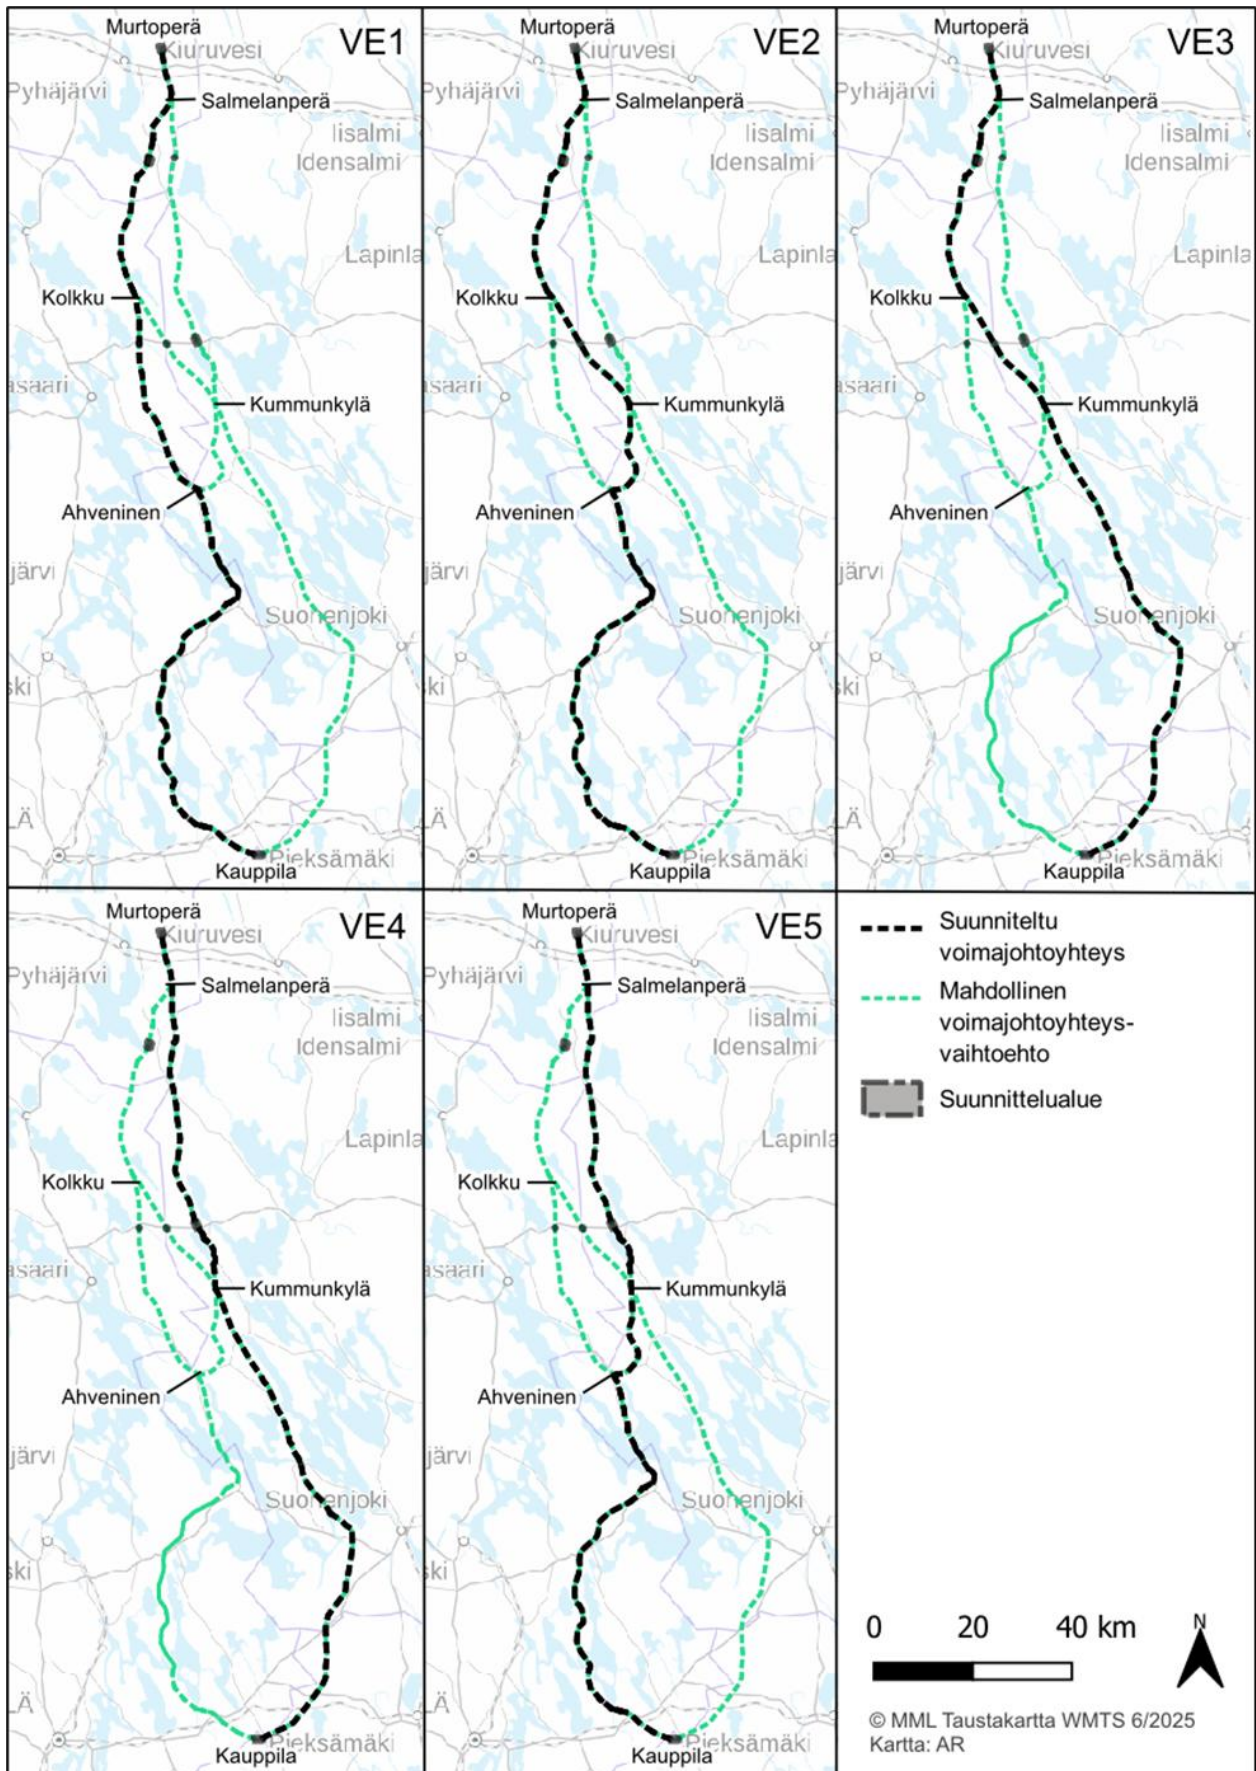 Murtoperä
VE1
Kiuruvesi
Pyhäjärvi
Salmelanperä
Iisalmi
Idensalmi
Lapinla
Kolkku
asaari
Kummunkylä
Ahveninen
järvi
Suonenjoki
ski
LÄ
Pieksämäki
Kauppila
Murtoperä
VE2
Kiuruvesi
Pyhäjärvi
Salmelanperä
Iisalmi
Idensalmi
Lapinla
Kolkku
asaari
Kummunkylä
Ahveninen
järvi
Suonenjoki
ski
LÄ
Pieksämäki
Kauppila
Murtoperä
VE3
Kiuruvesi
Pyhäjärvi
Salmelanperä
Iisalmi
Idensalmi
Lapinla
Kolkku
asaari
Kummunkylä
Ahveninen
järvi
Suonenjoki
ski
LÄ
Pieksämäki
Kauppila
Murtoperä
VE4
Kiuruvesi
Pyhäjärvi
Salmelanperä
Iisalmi
Idensalmi
Lapinla
Kolkku
asaari
Kummunkylä
Ahveninen
järvi
Suonenjoki
ski
LÄ
Pieksämäki
Kauppila
Murtoperä
VE5
Kiuruvesi
Pyhäjärvi
Salmelanperä
Iisalmi
Idensalmi
Lapinla
Kolkku
asaari
Kummunkylä
Ahveninen
järvi
Suonenjoki
ski
LÄ
Pieksämäki
Kauppila
Suunniteltu
voimajohtoyhteys
Mahdollinen
voimajohtoyhteys-
vaihtoehto
Suunnittelualue
0 20 40 km
N
© MML Taustakartta WMTS 6/2025
Kartta: AR